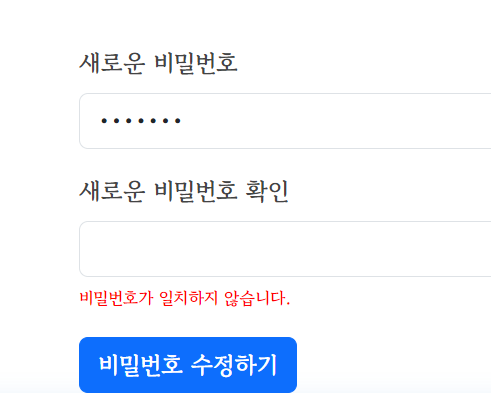 새로운 비밀번호
•••••••
새로운 비밀번호 확인
비밀번호가 일치하지 않습니다.
비밀번호 수정하기